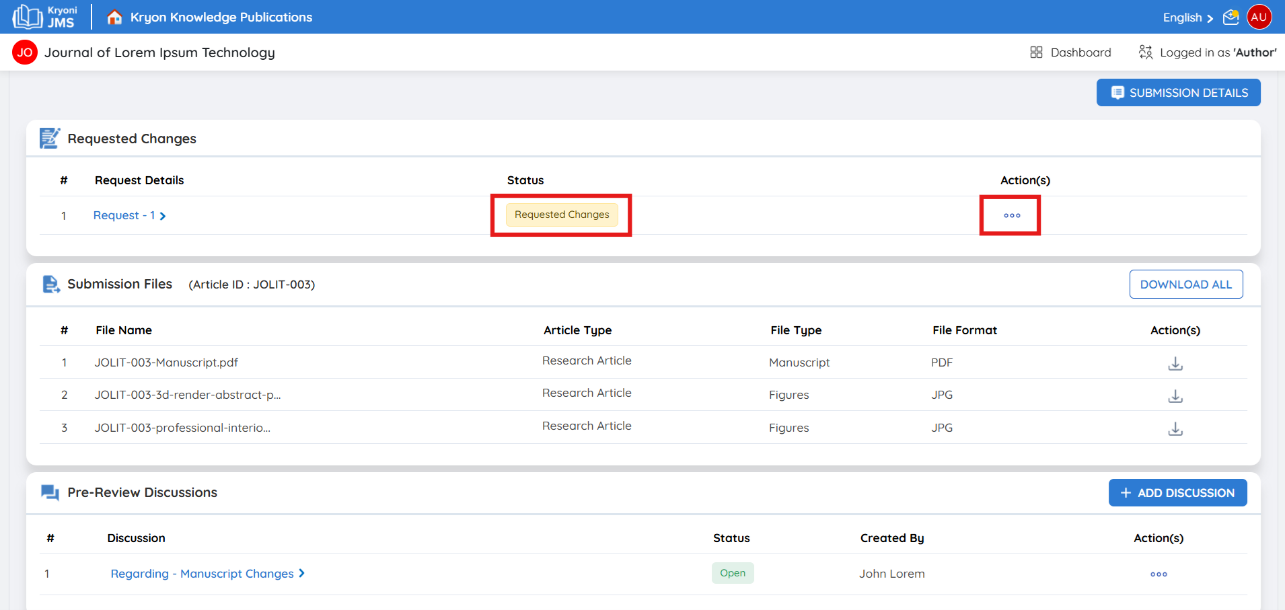 Kryoni
JMS
Kryon Knowledge Publications
English
AU
JO
Journal of Lorem Ipsum Technology
Dashboard
Logged in as 'Author'
SUBMISSION DETAILS
Requested Changes
# Request Details Status Action(s)
1 Request - 1 Requested Changes
Submission Files (Article ID : JOLIT-003)
DOWNLOAD ALL
# File Name Article Type File Type File Format Action(s)
1 JOLIT-003-Manuscript.pdf Research Article Manuscript PDF
2 JOLIT-003-3d-render-abstract-p... Research Article Figures JPG
3 JOLIT-003-professional-interio... Research Article Figures JPG
Pre-Review Discussions
+ ADD DISCUSSION
# Discussion Status Created By Action(s)
1 Regarding - Manuscript Changes Open John Lorem